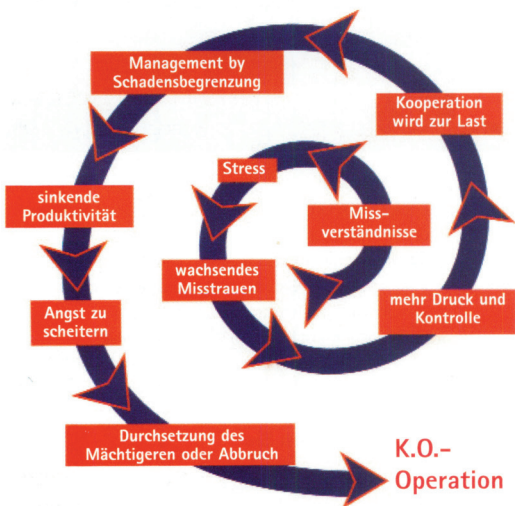 Management by
Schadensbegrenzung
Kooperation
wird zur Last
Stress
sinkende
Produktivität
Miss-
verständnisse
wachsendes
Misstrauen
mehr Druck und
Kontrolle
Angst zu
scheitern
Durchsetzung des
Mächtigeren oder Abbruch
K.O.-
Operation